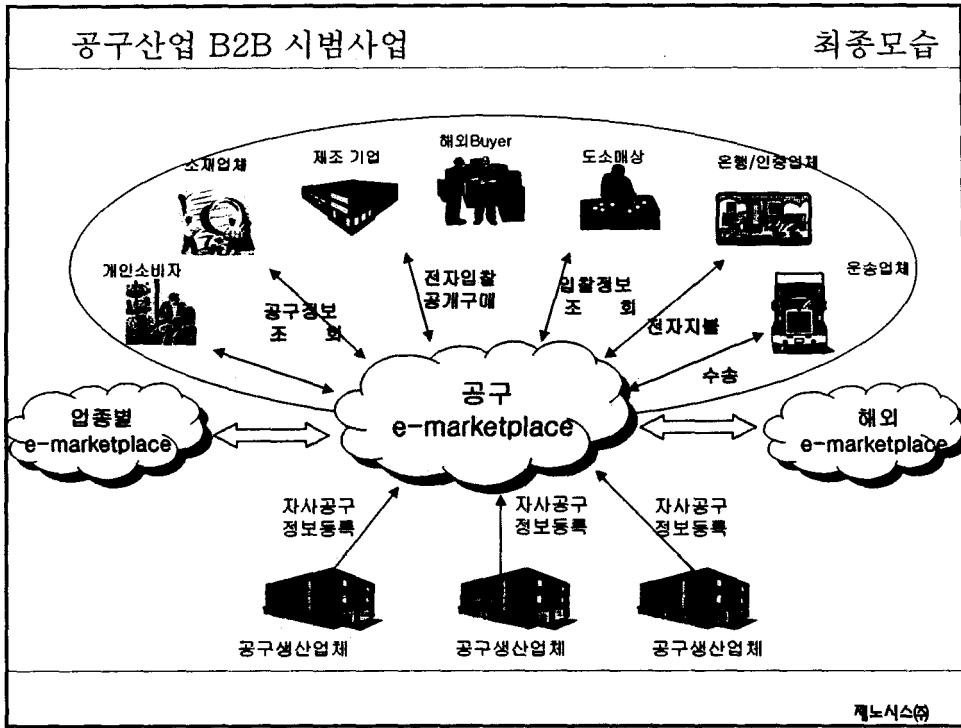 공구산업 B2B 시범사업
최종모습
소재업체
제조 기업
해외Buyer
도소매상
은행/인증업체
개인소비자
운송업체
공구정보
조 회
전자입찰
공개구매
입찰정보
조 회
전자지불
수송
공구
e-marketplace
업종별
e-marketplace
해외
e-marketplace
자사공구
정보등록
자사공구
정보등록
자사공구
정보등록
공구생산업체
공구생산업체
공구생산업체
제노시스㈜